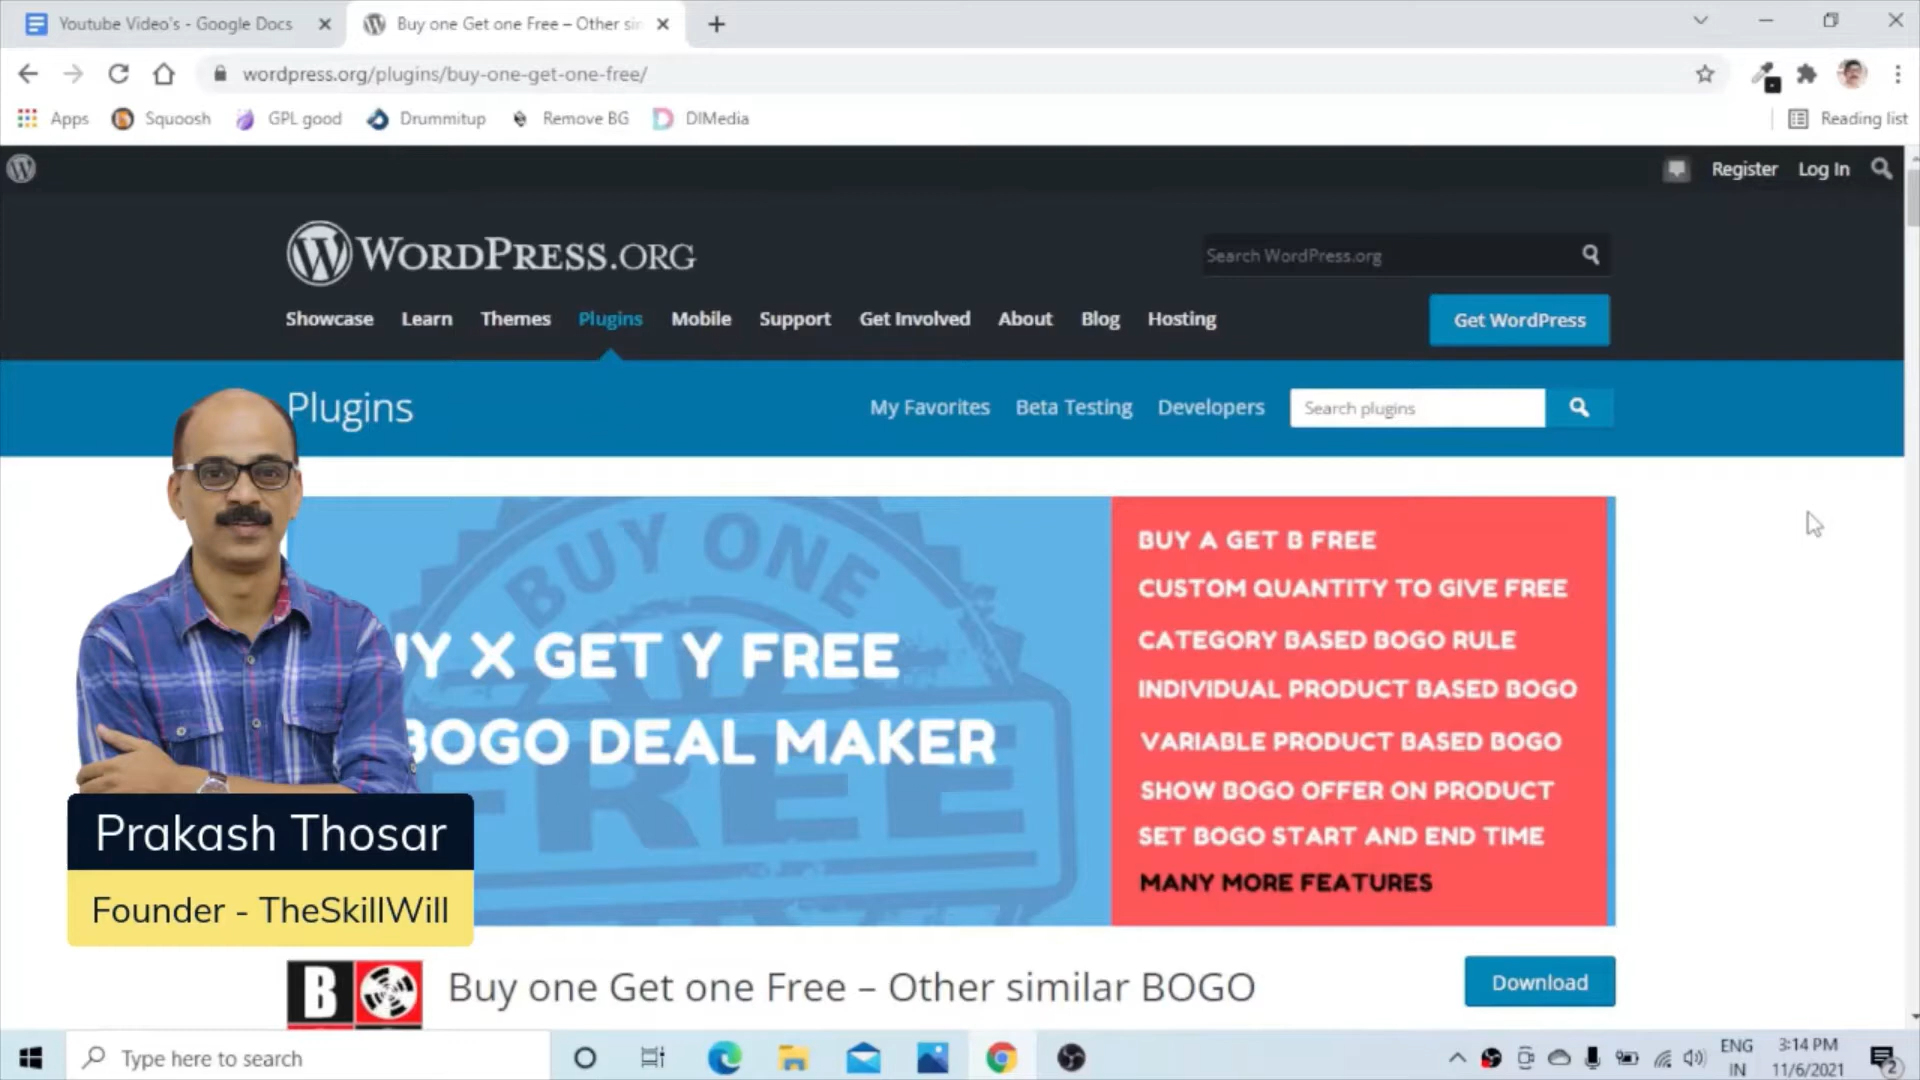 Youtube Video's - Google Docs
Buy one Get one Free – Other sim
wordpress.org/plugins/buy-one-get-one-free/
Apps
Squoosh
GPL good
Drummitup
Remove BG
DIMedia
Reading list
Register
Log In
WORDPRESS.ORG
Search WordPress.org
Showcase
Learn
Themes
Plugins
Mobile
Support
Get Involved
About
Blog
Hosting
Get WordPress
Plugins
My Favorites
Beta Testing
Developers
Search plugins
BUY ONE
FREE
UY X GET Y FREE
BOGO DEAL MAKER
BUY A GET B FREE
CUSTOM QUANTITY TO GIVE FREE
CATEGORY BASED BOGO RULE
INDIVIDUAL PRODUCT BASED BOGO
VARIABLE PRODUCT BASED BOGO
SHOW BOGO OFFER ON PRODUCT
SET BOGO START AND END TIME
MANY MORE FEATURES
Prakash Thosar
Founder - TheSkillWill
B
Buy one Get one Free – Other similar BOGO
Download
Type here to search
ENG
IN
3:14 PM
11/6/2021
2